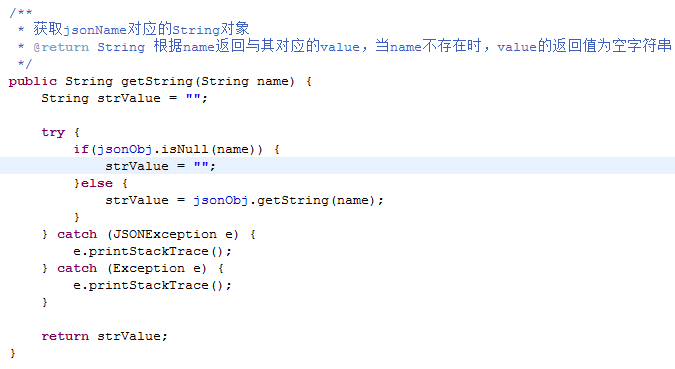 /**
 * 获取jsonName对应的String对象
 * @return String 根据name返回与其对应的value，当name不存在时，value的返回值为空字符串
 */
public String getString(String name) {
    String strValue = "";

    try {
        if(jsonObj.isNull(name)) {
            strValue = "";
        }else {
            strValue = jsonObj.getString(name);
        }
    } catch (JSONException e) {
        e.printStackTrace();
    } catch (Exception e) {
        e.printStackTrace();
    }

    return strValue;
}